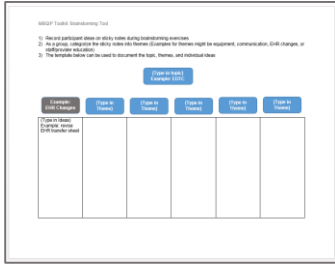 MBQIP Toolkit: Brainstorming Tool
1) Record participant ideas on sticky notes during brainstorming exercises
2) As a group, categorize the sticky notes into themes (Examples for themes might be equipment, communication, EHR changes, or
staff/provider education)
3) The template below can be used to document the topic, themes, and individual ideas
(Type in topic)
Example: EDTC
Example:
EHR Changes
(Type in
Theme)
(Type in
Theme)
(Type in
Theme)
(Type in
Theme)
(Type in
Theme)
(Type in Ideas)
Example, revise
EHR transfer sheet